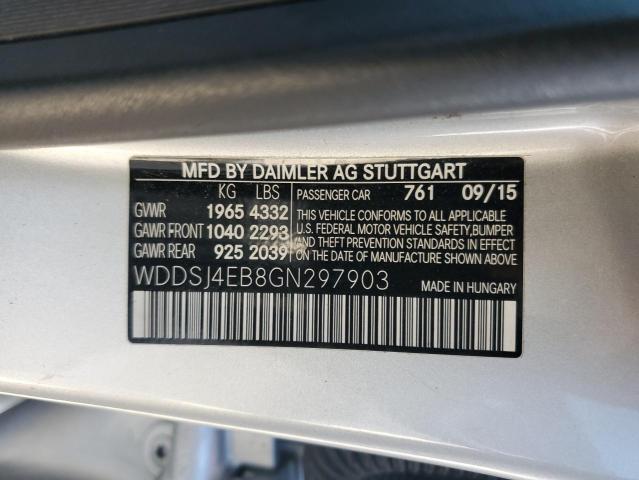 MFD BY DAIMLER AG STUTTGART
KG LBS PASSENGER CAR 761 09/15
GVWR 1965 4332 THIS VEHICLE CONFORMS TO ALL APPLICABLE
GAWR FRONT 1040 2293 U.S. FEDERAL MOTOR VEHICLE SAFETY,BUMPER
AND THEFT PREVENTION STANDARDS IN EFFECT
GAWR REAR 925 2039 ON THE DATE OF MANUFACTURE SHOWN ABOVE.
WDDSJ4EB8GN297903 MADE IN HUNGARY